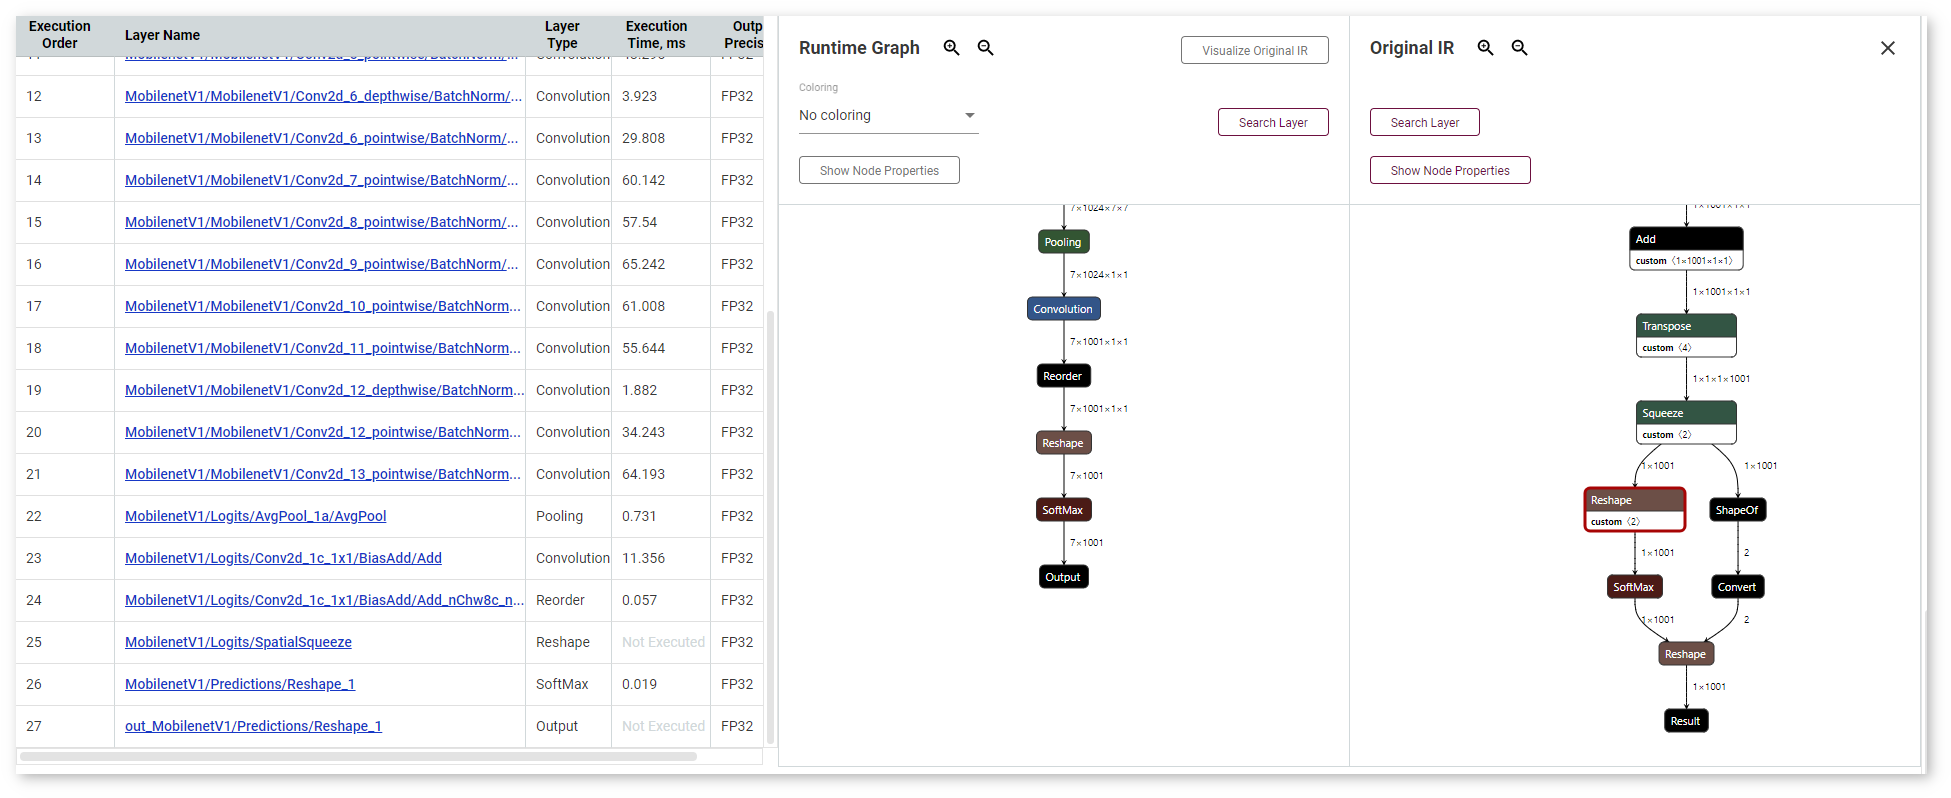 Execution Order
Layer Name
Layer Type
Execution Time, ms
Outp
Precis
12 MobilenetV1/MobilenetV1/Conv2d_6_depthwise/BatchNorm/... Convolution 3.923 FP32
13 MobilenetV1/MobilenetV1/Conv2d_6_pointwise/BatchNorm/... Convolution 29.808 FP32
14 MobilenetV1/MobilenetV1/Conv2d_7_pointwise/BatchNorm/... Convolution 60.142 FP32
15 MobilenetV1/MobilenetV1/Conv2d_8_pointwise/BatchNorm/... Convolution 57.54 FP32
16 MobilenetV1/MobilenetV1/Conv2d_9_pointwise/BatchNorm/... Convolution 65.242 FP32
17 MobilenetV1/MobilenetV1/Conv2d_10_pointwise/BatchNorm... Convolution 61.008 FP32
18 MobilenetV1/MobilenetV1/Conv2d_11_pointwise/BatchNorm... Convolution 55.644 FP32
19 MobilenetV1/MobilenetV1/Conv2d_12_depthwise/BatchNorm... Convolution 1.882 FP32
20 MobilenetV1/MobilenetV1/Conv2d_12_pointwise/BatchNorm... Convolution 34.243 FP32
21 MobilenetV1/MobilenetV1/Conv2d_13_pointwise/BatchNorm... Convolution 64.193 FP32
22 MobilenetV1/Logits/AvgPool_1a/AvgPool Pooling 0.731 FP32
23 MobilenetV1/Logits/Conv2d_1c_1x1/BiasAdd/Add Convolution 11.356 FP32
24 MobilenetV1/Logits/Conv2d_1c_1x1/BiasAdd/Add_nChw8c_n... Reorder 0.057 FP32
25 MobilenetV1/Logits/SpatialSqueeze Reshape Not Executed FP32
26 MobilenetV1/Predictions/Reshape_1 SoftMax 0.019 FP32
27 out_MobilenetV1/Predictions/Reshape_1 Output Not Executed FP32
Runtime Graph
Visualize Original IR
Coloring
No coloring
Search Layer
Show Node Properties
7×1024×7×7
Pooling
7×1024×1×1
Convolution
7×1001×1×1
Reorder
7×1001×1×1
Reshape
7×1001
SoftMax
7×1001
Output
Original IR
Search Layer
Show Node Properties
1×1001×1×1
Add
custom ⟨1×1001×1×1⟩
1×1001×1×1
Transpose
custom ⟨4⟩
1×1×1×1001
Squeeze
custom ⟨2⟩
1×1001 1×1001
Reshape
custom ⟨2⟩
ShapeOf
1×1001 2
SoftMax Convert
1×1001 2
Reshape
1×1001
Result